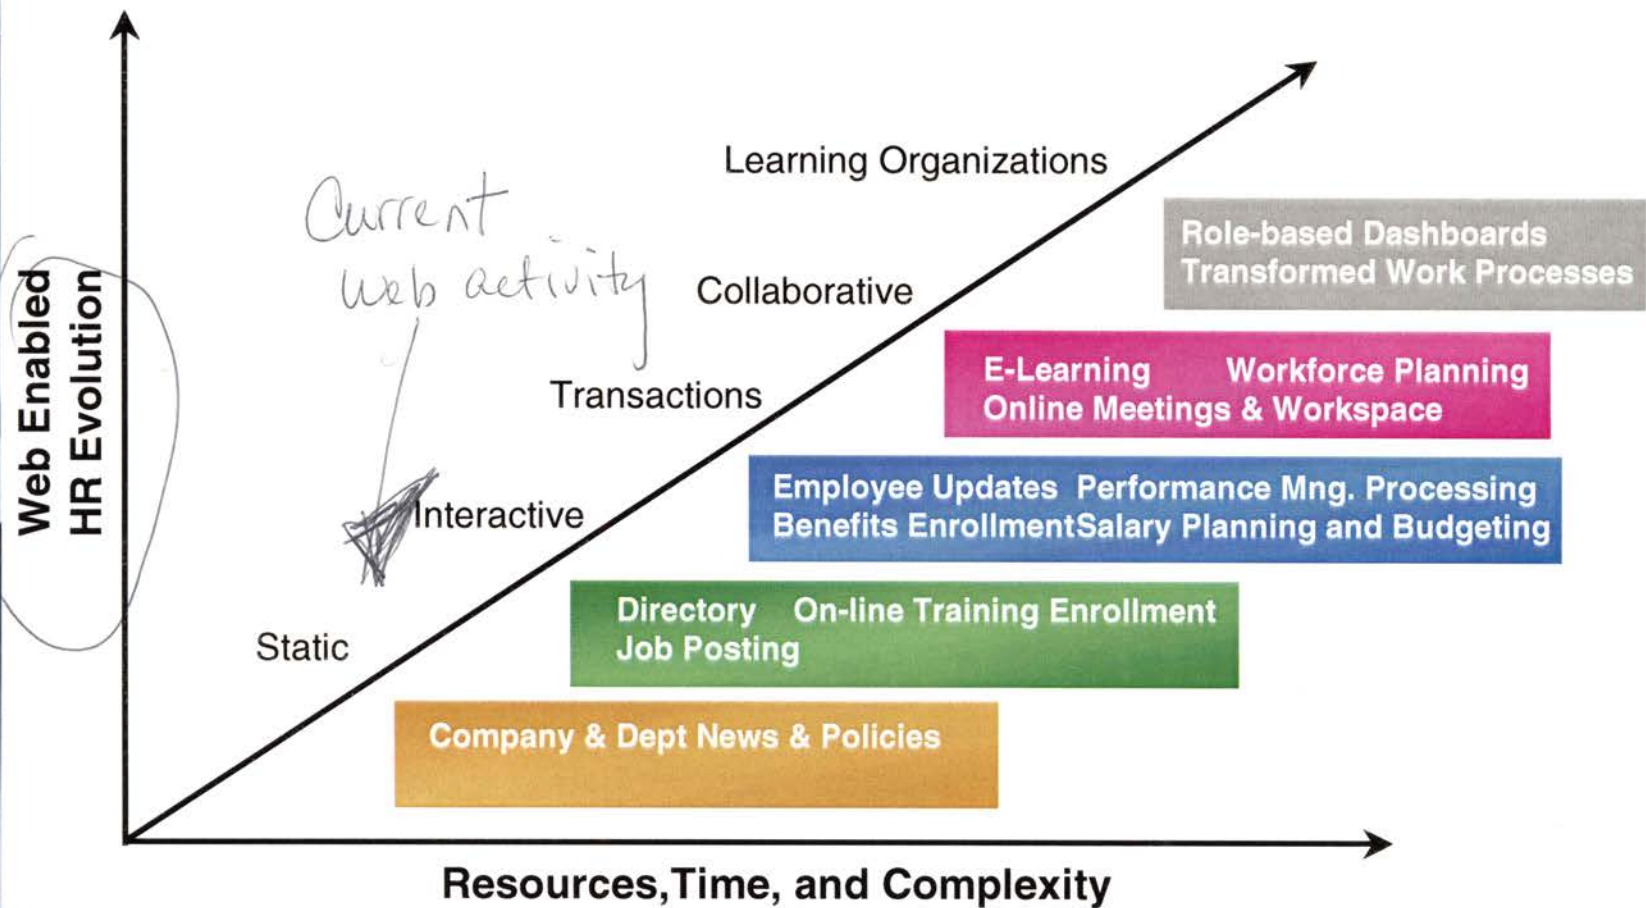 Learning Organizations
Current
web activity
Collaborative
Transactions
Interactive
Static
Web Enabled
HR Evolution
Role-based Dashboards
Transformed Work Processes
E-Learning Workforce Planning
Online Meetings & Workspace
Employee Updates Performance Mng. Processing
Benefits Enrollment Salary Planning and Budgeting
Directory On-line Training Enrollment
Job Posting
Company & Dept News & Policies
Resources, Time, and Complexity